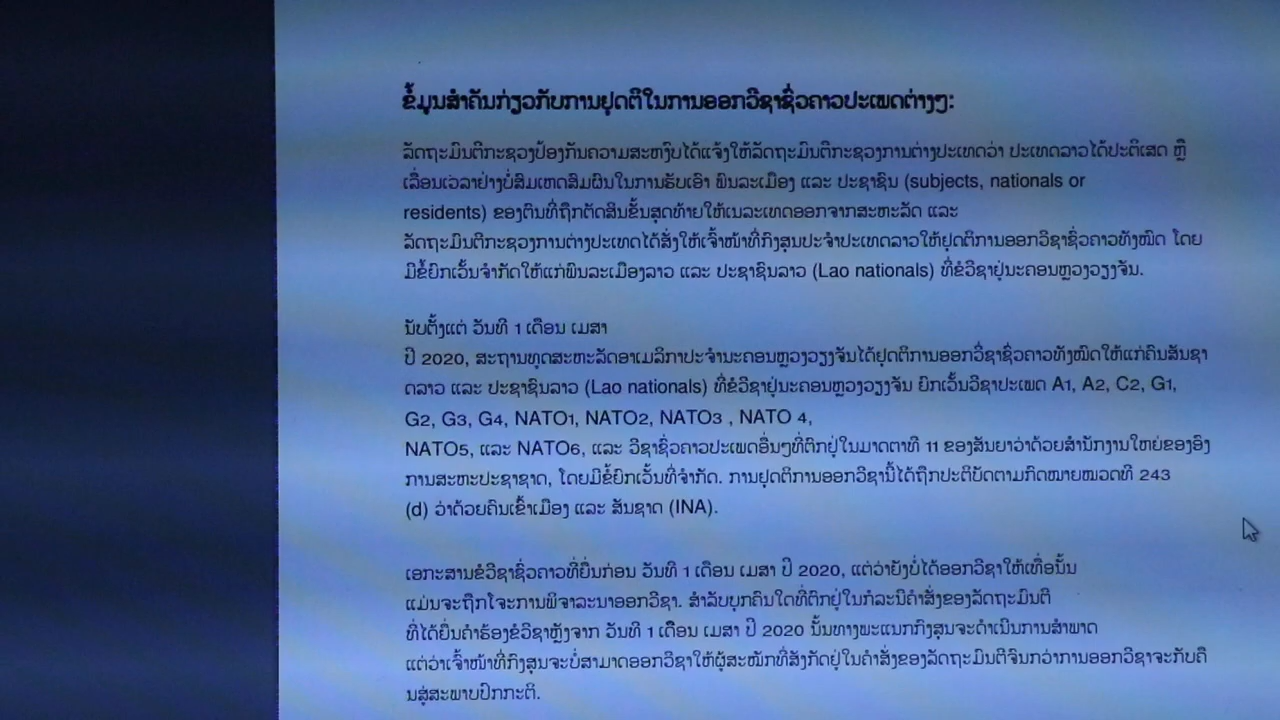 ຂໍ້ມູນສຳຄັນກ່ຽວກັບການຢຸດຕິໃນການອອກວີຊາຊົ່ວຄາວປະເພດຕ່າງໆ:
ລັດຖະມົນຕີກະຊວງປ້ອງກັນຄວາມສະຫງົບໄດ້ແຈ້ງໃຫ້ລັດຖະມົນຕີກະຊວງການຕ່າງປະເທດວ່າ ປະເທດລາວໄດ້ປະຕິເສດ ຫຼື
ເລື່ອນເວລາຢ່າງບໍ່ສົມເຫດສົມຜົນໃນການຮັບເອົາ ພົນລະເມືອງ ແລະ ປະຊາຊົນ (subjects, nationals or
residents) ຂອງຕົນທີ່ຖືກຕັດສິນຂັ້ນສຸດທ້າຍໃຫ້ເນລະເທດອອກຈາກສະຫະລັດ ແລະ
ລັດຖະມົນຕີກະຊວງການຕ່າງປະເທດໄດ້ສັ່ງໃຫ້ເຈົ້າໜ້າທີ່ກົງສຸນປະຈຳປະເທດລາວໃຫ້ຢຸດຕິການອອກວີຊາຊົ່ວຄາວທັງໝົດ ໂດຍ
ມີຂໍ້ຍົກເວັ້ນຈຳກັດໃຫ້ແກ່ພົນລະເມືອງລາວ ແລະ ປະຊາຊົນລາວ (Lao nationals) ທີ່ຂໍວີຊາຢູ່ນະຄອນຫຼວງວຽງຈັນ.
ນັບຕັ້ງແຕ່ ວັນທີ 1 ເດືອນ ເມສາ
ປີ 2020, ສະຖານທູດສະຫະລັດອາເມລິກາປະຈຳນະຄອນຫຼວງວຽງຈັນໄດ້ຢຸດຕິການອອກວີຊາຊົ່ວຄາວທັງໝົດໃຫ້ແກ່ຄົນສັນຊາ
ດລາວ ແລະ ປະຊາຊົນລາວ (Lao nationals) ທີ່ຂໍວີຊາຢູ່ນະຄອນຫຼວງວຽງຈັນ ຍົກເວັ້ນວີຊາປະເພດ A1, A2, C2, G1,
G2, G3, G4, NATO1, NATO2, NATO3 , NATO 4,
NATO5, ແລະ NATO6, ແລະ ວີຊາຊົ່ວຄາວປະເພດອື່ນໆທີ່ຕົກຢູ່ໃນມາດຕາທີ 11 ຂອງສັນຍາວ່າດ້ວຍສຳນັກງານໃຫຍ່ຂອງອົງ
ການສະຫະປະຊາຊາດ, ໂດຍມີຂໍ້ຍົກເວັ້ນທີ່ຈຳກັດ. ການຢຸດຕິການອອກວີຊານີ້ໄດ້ຖືກປະຕິບັດຕາມກົດໝາຍໝວດທີ 243
(d) ວ່າດ້ວຍຄົນເຂົ້າເມືອງ ແລະ ສັນຊາດ (INA).
ເອກະສານຂໍວີຊາຊົ່ວຄາວທີ່ຍື່ນກ່ອນ ວັນທີ 1 ເດືອນ ເມສາ ປີ 2020, ແຕ່ວ່າຍັງບໍ່ໄດ້ອອກວີຊາໃຫ້ເທື່ອນັ້ນ
ແມ່ນຈະຖືກໂຈະການພິຈາລະນາອອກວີຊາ. ສຳລັບບຸກຄົນໃດທີ່ຕົກຢູ່ໃນກໍລະນີຄຳສັ່ງຂອງລັດຖະມົນຕີ
ທີ່ໄດ້ຍື່ນຄຳຮ້ອງຂໍວີຊາຫຼັງຈາກ ວັນທີ 1 ເດືອນ ເມສາ ປີ 2020 ນັ້ນທາງພະແນກກົງສຸນຈະດຳເນີນການສຳພາດ
ແຕ່ວ່າເຈົ້າໜ້າທີ່ກົງສຸນຈະບໍ່ສາມາດອອກວີຊາໃຫ້ຜູ້ສະໝັກທີ່ສັງກັດຢູ່ໃນຄຳສັ່ງຂອງລັດຖະມົນຕີຈົນກວ່າການອອກວີຊາຈະກັບຄື
ນສູ່ສະພາບປົກກະຕິ.